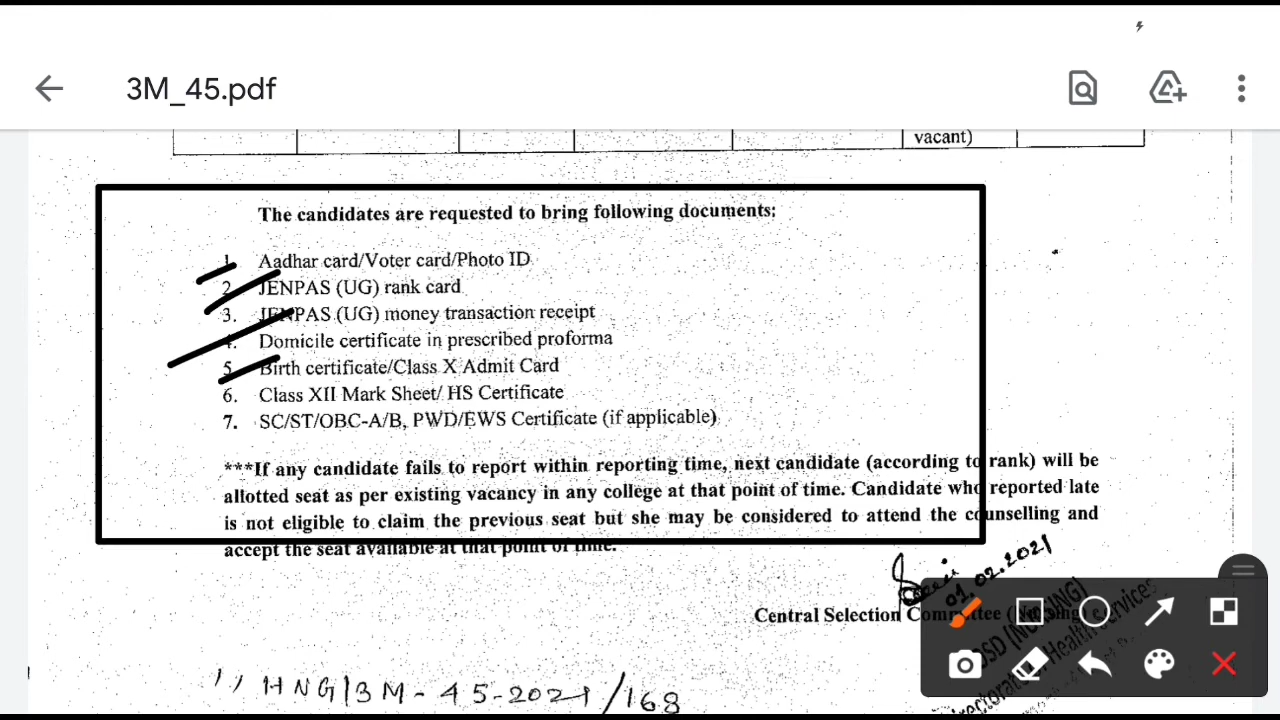 3M_45.pdf
vacant)
The candidates are requested to bring following documents:
1. Aadhar card/Voter card/Photo ID
2. JENPAS (UG) rank card
3. JENPAS (UG) money transaction receipt
4. Domicile certificate in prescribed proforma
5. Birth certificate/Class X Admit Card
6. Class XII Mark Sheet/ HS Certificate
7. SC/ST/OBC-A/B, PWD/EWS Certificate (if applicable)
***If any candidate fails to report within reporting time, next candidate (according to rank) will be
allotted seat as per existing vacancy in any college at that point of time. Candidate who reported late
is not eligible to claim the previous seat but she may be considered to attend the counselling and
accept the seat available at that point of time.
01.02.2021
Central Selection Committee (Nursing)
OSD (NURSING)
Health Services
HNG/3M-45-2021/168